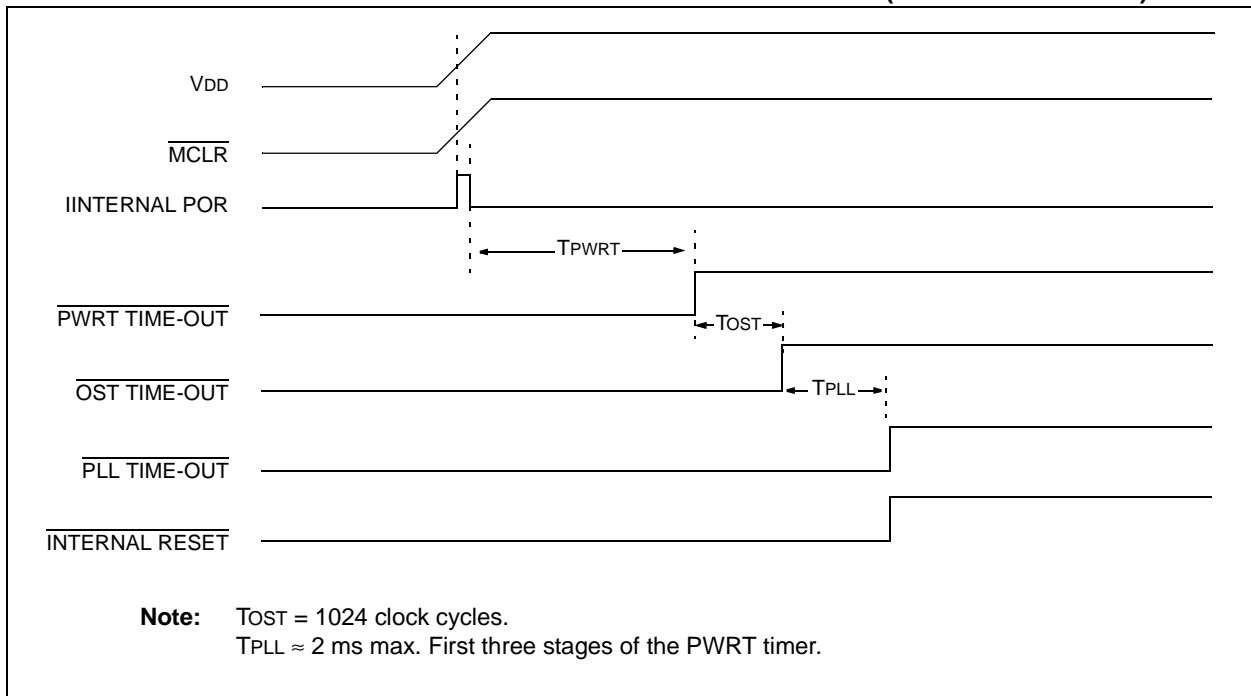 VDD
MCLR
IINTERNAL POR
TPWRT
PWRT TIME-OUT
TOST
OST TIME-OUT
TPLL
PLL TIME-OUT
INTERNAL RESET
Note: TOST = 1024 clock cycles.
TPLL ≈ 2 ms max. First three stages of the PWRT timer.